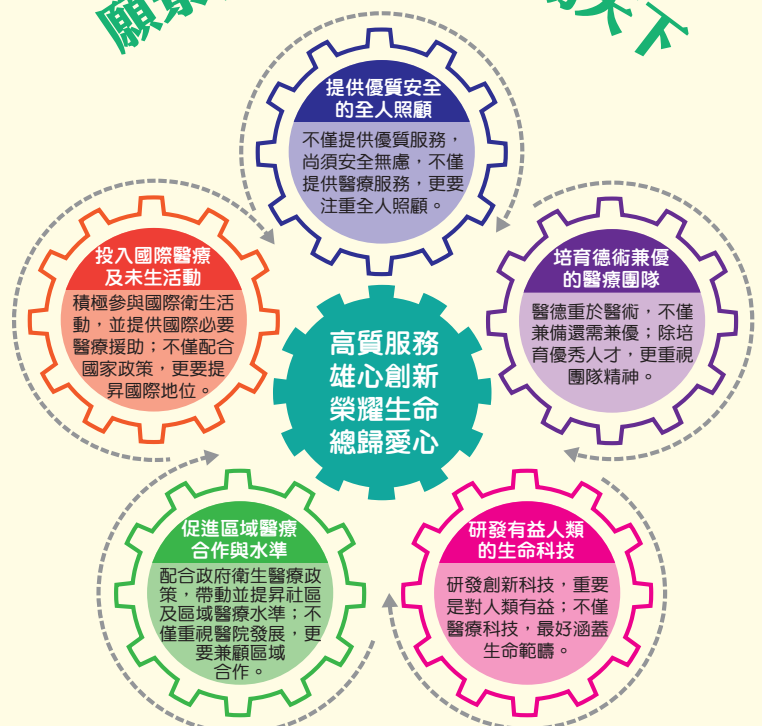 願景
天下
提供優質安全
的全人照顧
不僅提供優質服務，
尚須安全無慮，不僅
提供醫療服務，更要
注重全人照顧。
培育德術兼優
的醫療團隊
醫德重於醫術，不僅
兼備還需兼優；除培
育優秀人才，更重視
團隊精神。
研發有益人類
的生命科技
研發創新科技，重要
是對人類有益；不僅
醫療科技，最好涵蓋
生命範疇。
促進區域醫療
合作與水準
配合政府衛生醫療政
策，帶動並提昇社區
及區域醫療水準；不
僅重視醫院發展，更
要兼顧區域
合作。
投入國際醫療
及未生活動
積極參與國際衛生活
動，並提供國際必要
醫療援助；不僅配合
國家政策，更要提
昇國際地位。
高質服務
雄心創新
榮耀生命
總歸愛心